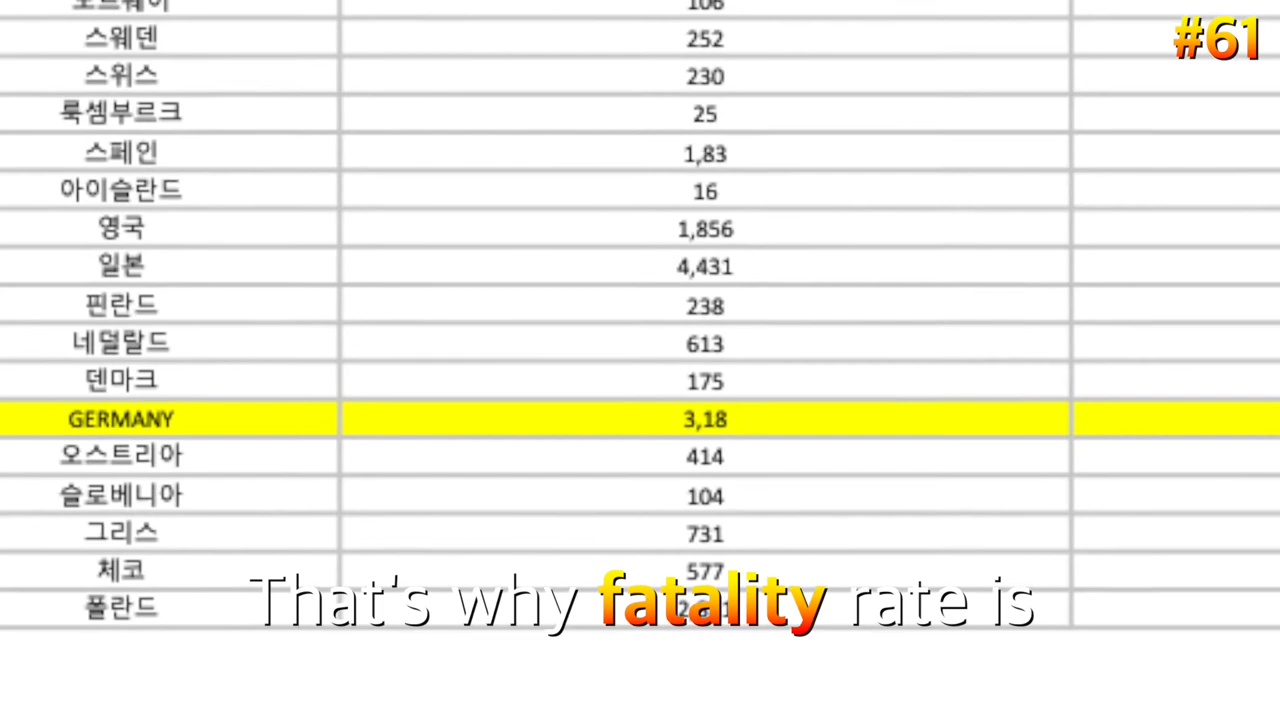 #61
106
스웨덴 252
스위스 230
룩셈부르크 25
스페인 1,83
아이슬란드 16
영국 1,856
일본 4,431
핀란드 238
네덜랄드 613
덴마크 175
GERMANY 3,18
오스트리아 414
슬로베니아 104
그리스 731
체코 577
폴란드
That's why fatality rate is